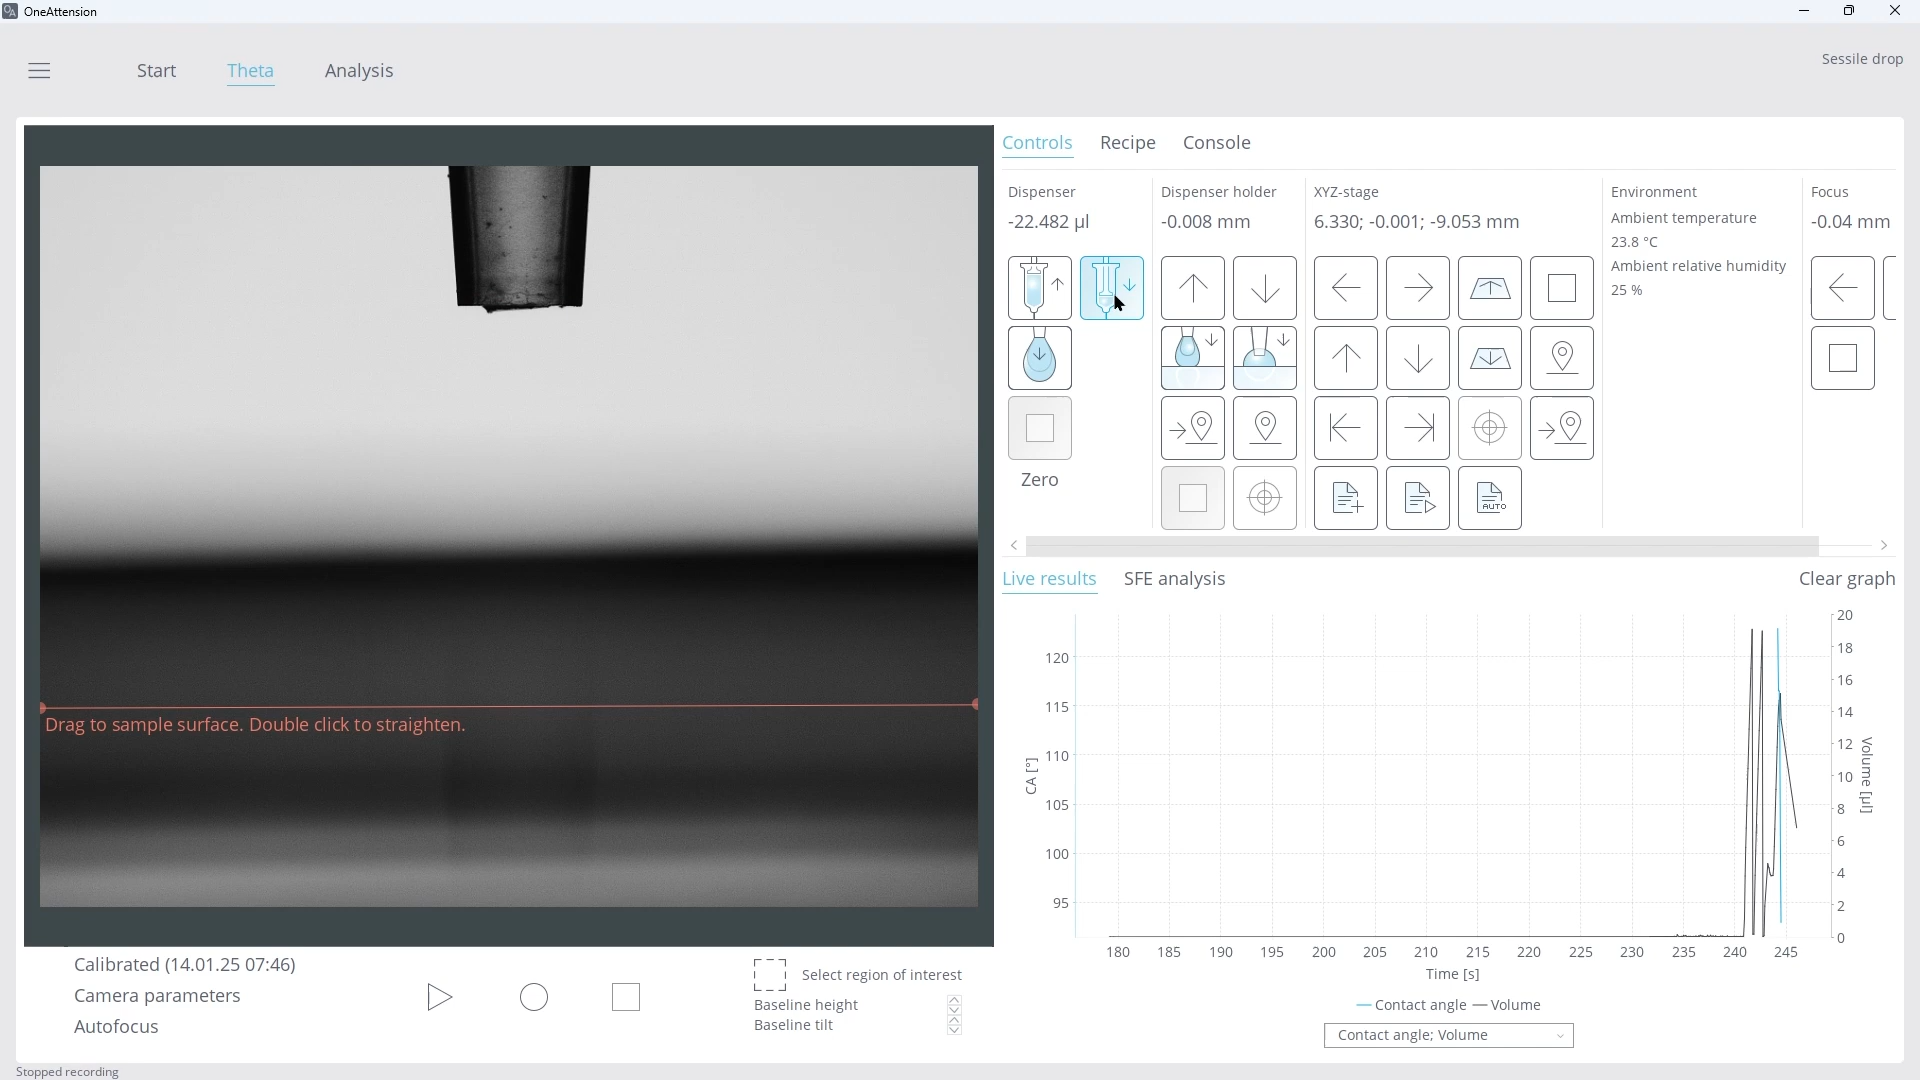 OneAttension
Start
Theta
Analysis
Sessile drop
Controls
Recipe
Console
Dispenser
-22.482 µl
Zero
Dispenser holder
-0.008 mm
XYZ-stage
6.330; -0.001; -9.053 mm
AUTO
Environment
Ambient temperature
23.8 °C
Ambient relative humidity
25 %
Focus
-0.04 mm
Drag to sample surface. Double click to straighten.
Live results
SFE analysis
Clear graph
CA [°]
120
115
110
105
100
95
20
18
16
14
12
10
8
6
4
2
0
Volume [µl]
180 185 190 195 200 205 210 215 220 225 230 235 240 245
Time [s]
Contact angle
Volume
Contact angle; Volume
Calibrated (14.01.25 07:46)
Camera parameters
Autofocus
Select region of interest
Baseline height
Baseline tilt
Stopped recording